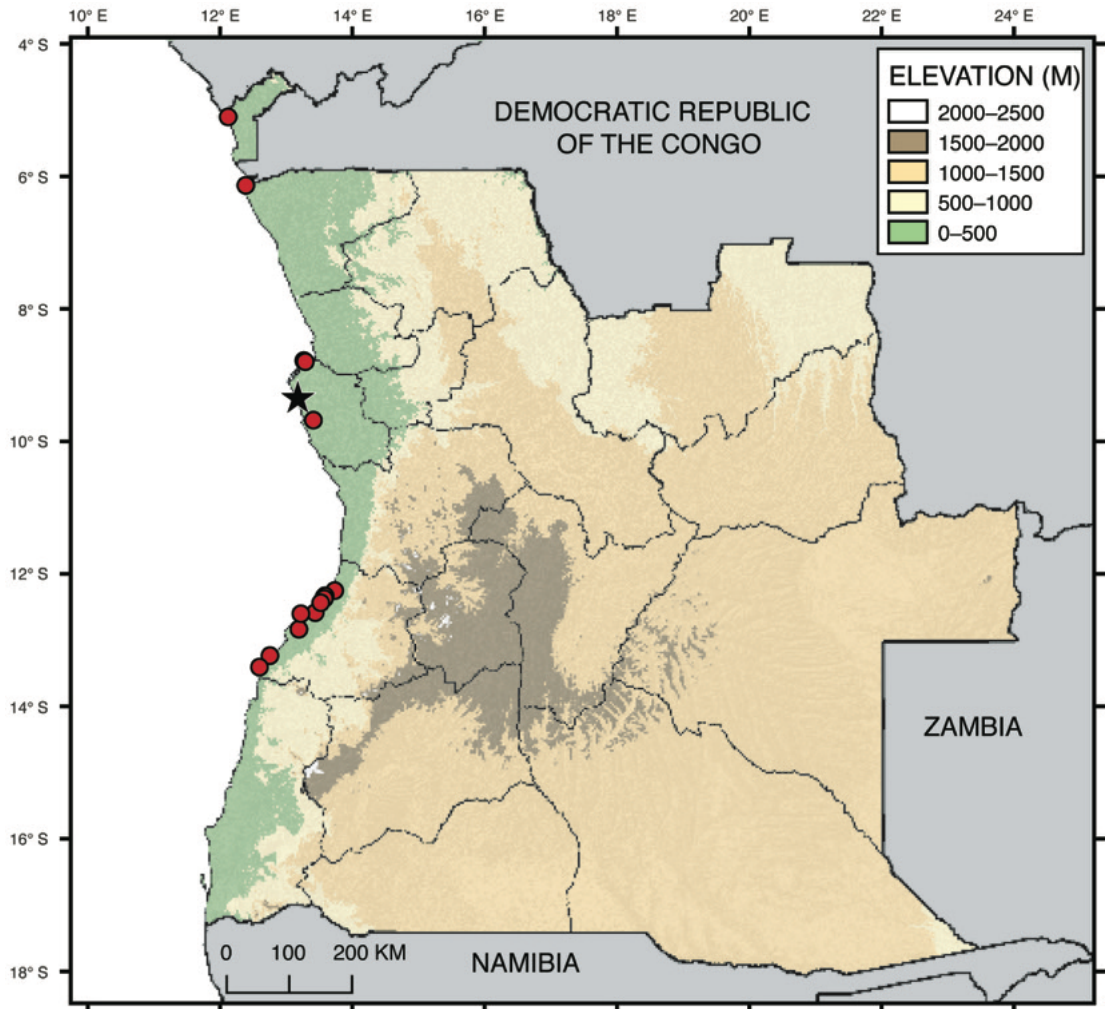 10° E 12° E 14° E 16° E 18° E 20° E 22° E 24° E
4° S
6° S
8° S
10° S
12° S
14° S
16° S
18° S
ELEVATION (M)
2000–2500
1500–2000
1000–1500
500–1000
0–500
DEMOCRATIC REPUBLIC
OF THE CONGO
ZAMBIA
NAMIBIA
0 100 200 KM